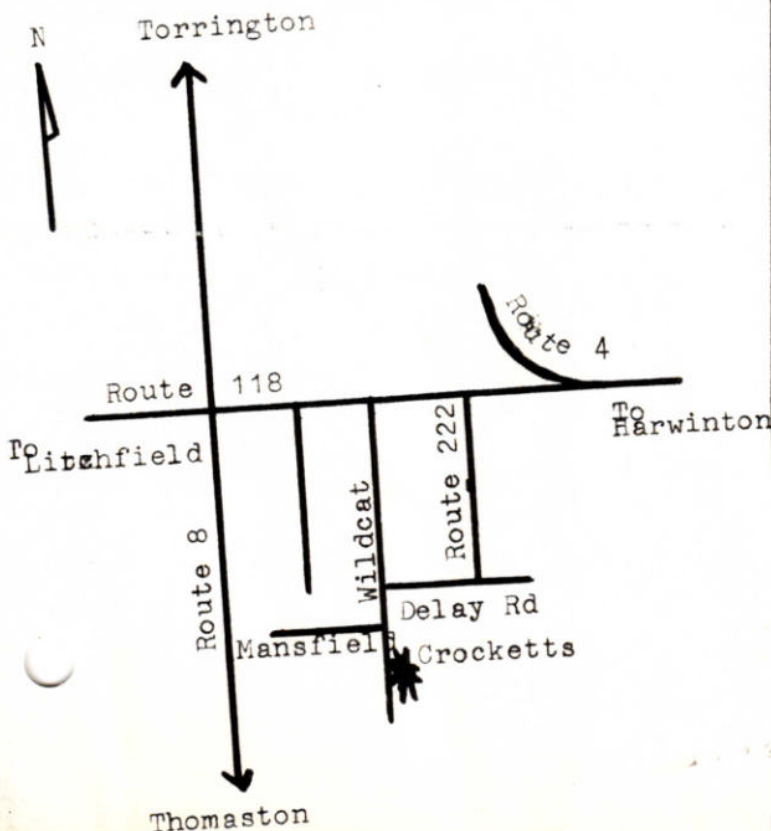 N
Torrington
Route 4
Route 118
To
Harwinton
To
Litchfield
Route 222
Wildcat
Route 8
Delay Rd
Mansfield
Crocketts
Thomaston